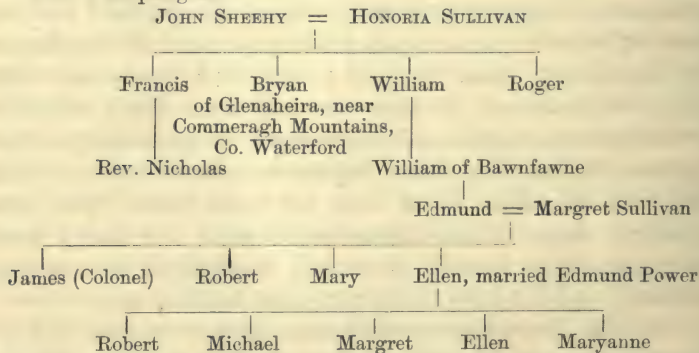 JOHN SHEEHY = HONORIA SULLIVAN
Francis Bryan William Roger
of Glenaheira, near
Commeragh Mountains,
Co. Waterford
Rev. Nicholas William of Bawnfawne
Edmund = Margret Sullivan
James (Colonel) Robert Mary Ellen, married Edmund Power
Robert Michael Margret Ellen Maryanne